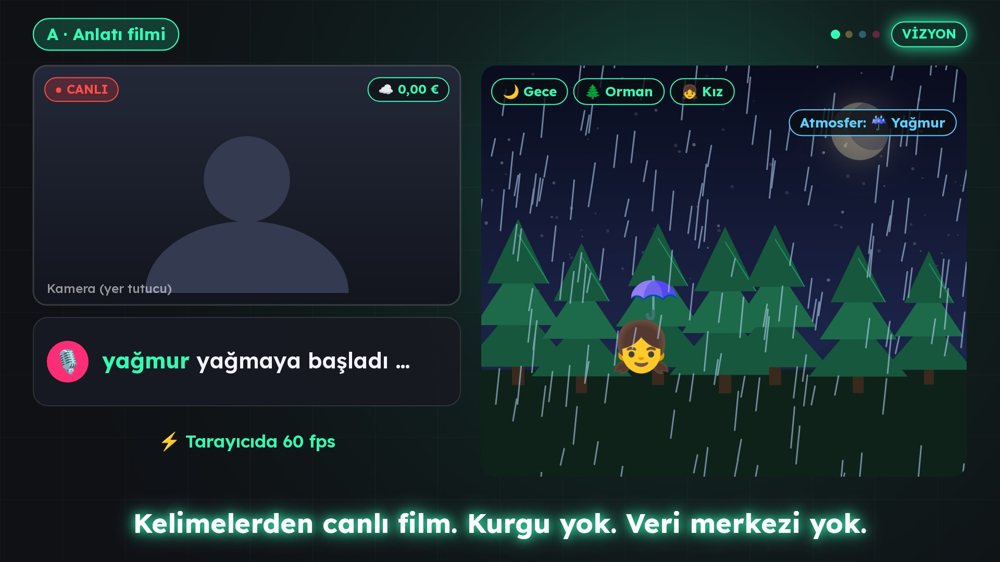 A · Anlatı filmi
VİZYON
● CANLI
☁️ 0,00 €
Kamera (yer tutucu)
🌙 Gece
🌲 Orman
👧 Kız
Atmosfer: ☔ Yağmur
yağmur yağmaya başladı ...
⚡ Tarayıcıda 60 fps
Kelimelerden canlı film. Kurgu yok. Veri merkezi yok.